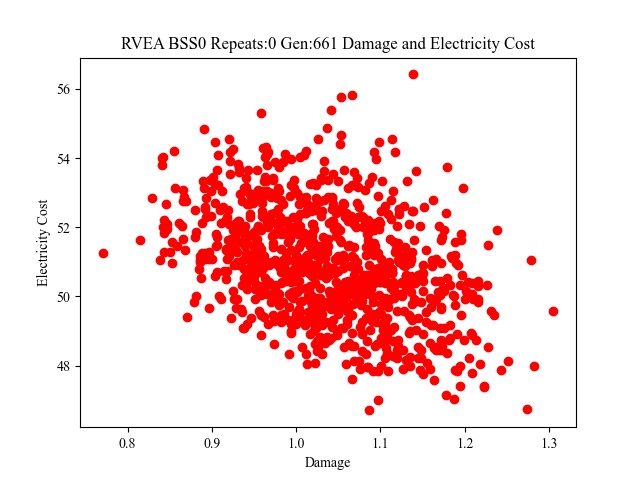 RVEA BSS0 Repeats:0 Gen:661 Damage and Electricity Cost
56
54
52
50
48
Electricity Cost
0.8 0.9 1.0 1.1 1.2 1.3
Damage